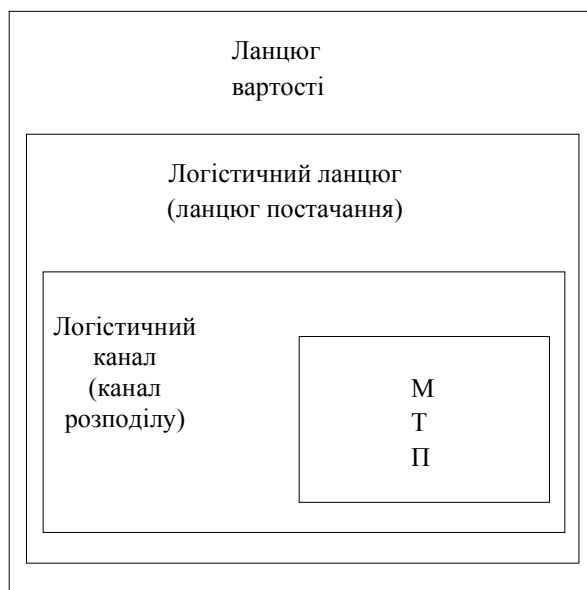 Ланцюг
вартості
Логістичний ланцюг
(ланцюг постачання)
Логістичний
канал
(канал
розподілу)
М
Т
П